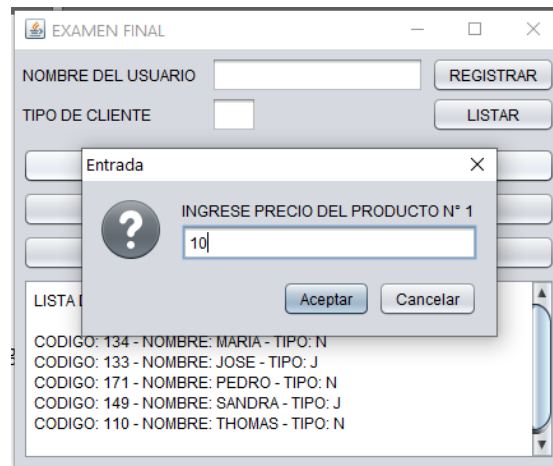 EXAMEN FINAL
NOMBRE DEL USUARIO
REGISTRAR
TIPO DE CLIENTE
LISTAR
Entrada
INGRESE PRECIO DEL PRODUCTO N° 1
10
Aceptar
Cancelar
LISTA
CODIGO: 134 - NOMBRE: MARIA - TIPO: N
CODIGO: 133 - NOMBRE: JOSE - TIPO: J
CODIGO: 171 - NOMBRE: PEDRO - TIPO: N
CODIGO: 149 - NOMBRE: SANDRA - TIPO: J
CODIGO: 110 - NOMBRE: THOMAS - TIPO: N